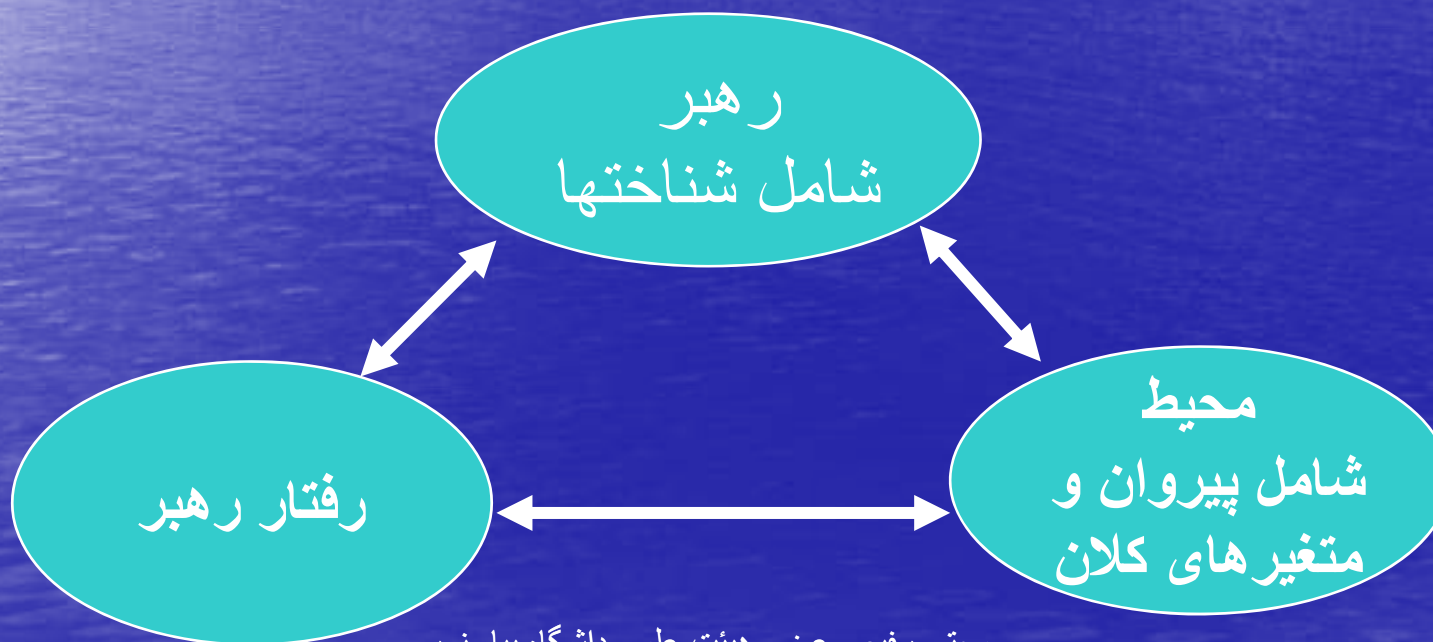 رهبر
شامل شناختها
رفتار رهبر
محیط
شامل پیروان و
متغیرهای کلان